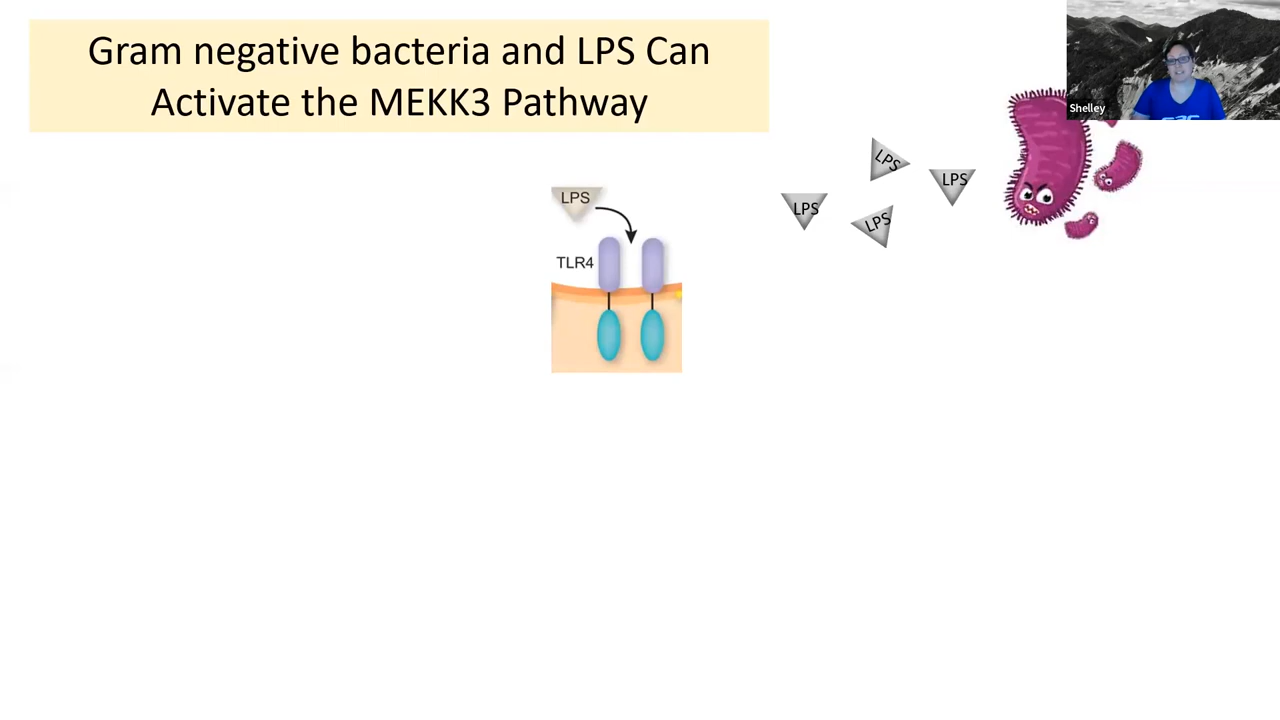 Gram negative bacteria and LPS Can
Activate the MEKK3 Pathway
Shelley
LPS
LPS
LPS
LPS
LPS
TLR4